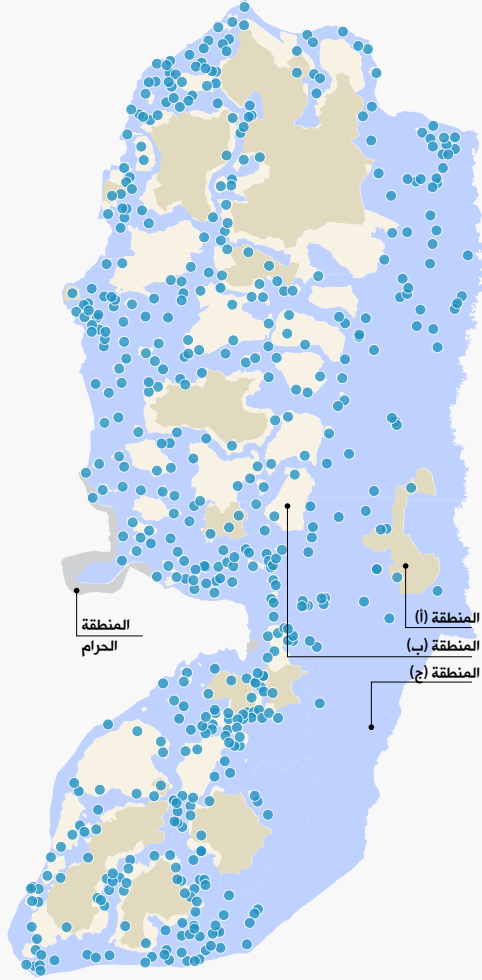 المنطقة (أ)
المنطقة
الحرام
المنطقة (ب)
المنطقة (ج)